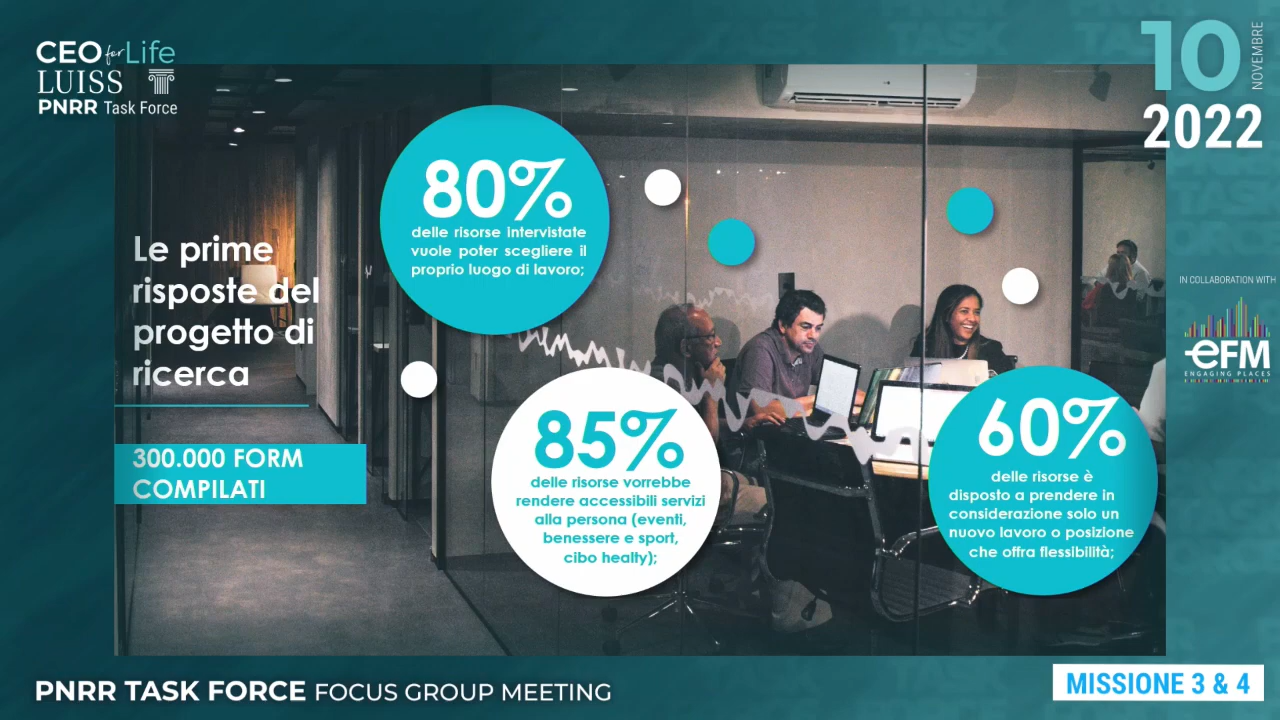 CEO for Life
LUISS
PNRR Task Force
10
NOVEMBRE
2022
80%
delle risorse intervistate
vuole poter scegliere il
proprio luogo di lavoro;
Le prime
risposte del
progetto di
ricerca
300.000 FORM
COMPILATI
85%
delle risorse vorrebbe
rendere accessibili servizi
alla persona (eventi,
benessere e sport,
cibo healty);
60%
delle risorse è
disposto a prendere in
considerazione solo un
nuovo lavoro o posizione
che offra flessibilità;
IN COLLABORATION WITH
eFM
ENGAGING PLACES
PNRR TASK FORCE FOCUS GROUP MEETING
MISSIONE 3 & 4